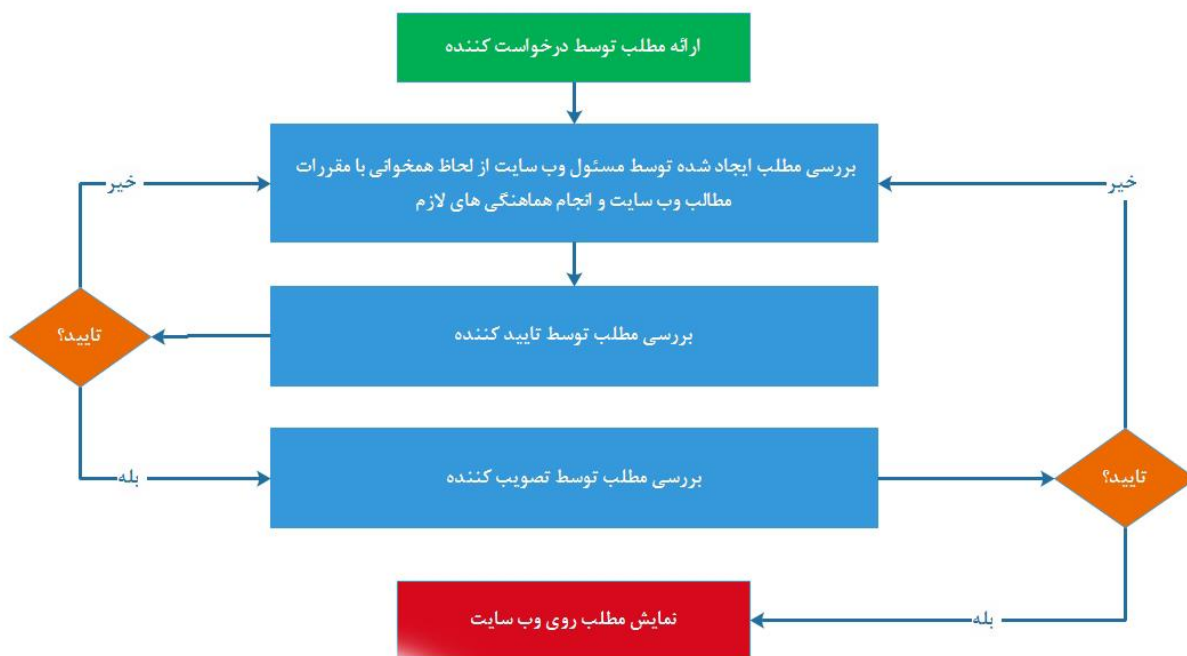 ارائه مطلب توسط درخواست کننده
بررسی مطلب ایجاد شده توسط مسئول وب سایت از لحاظ همخوانی با مقررات
مطالب وب سایت و انجام هماهنگی های لازم
خیر
خیر
بررسی مطلب توسط تایید کننده
تایید؟
بررسی مطلب توسط تصویب کننده
بله
تایید؟
نمایش مطلب روی وب سایت
بله